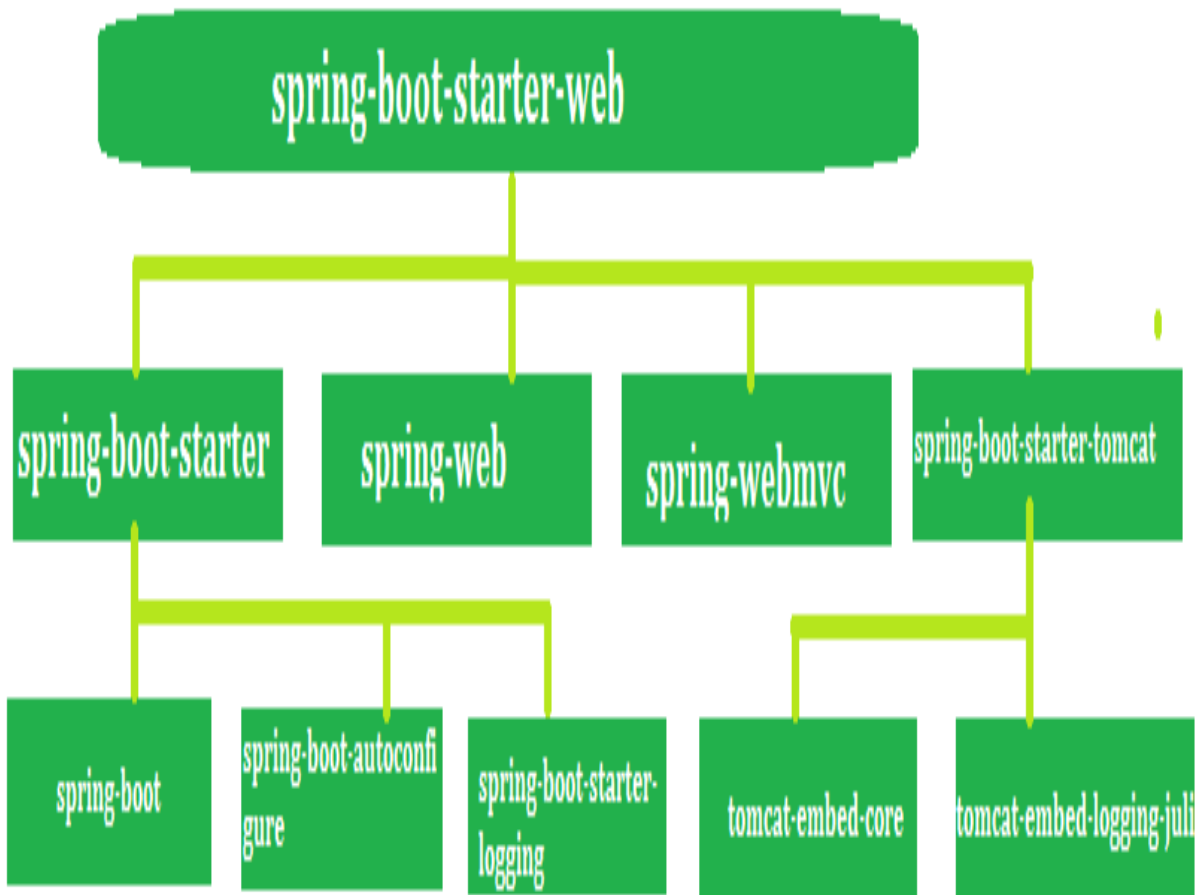 spring-boot-starter-web
spring-boot-starter
spring-web
spring-webmvc
spring-boot-starter-tomcat
spring-boot
spring-boot-autoconfi
gure
spring-boot-starter-
logging
tomcat-embed-core
tomcat-embed-logging-juli